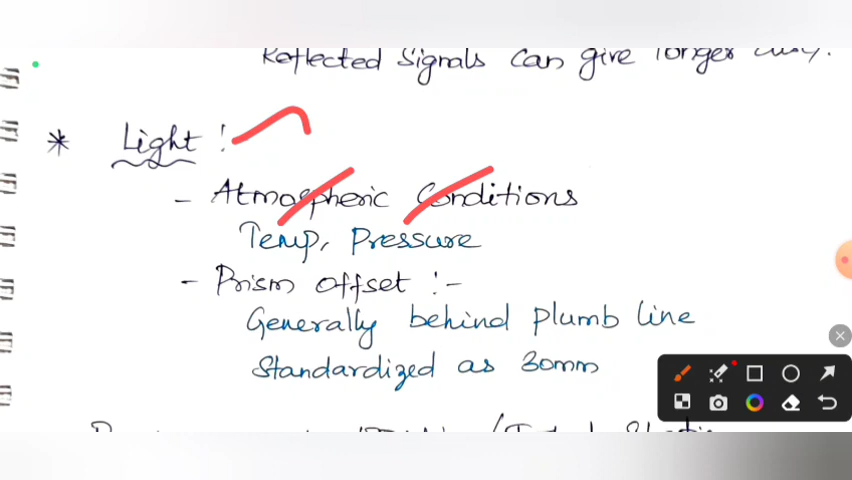 Reflected Signals can give longer
* Light :
- Atmospheric Conditions
Temp, Pressure
- Prism offset :-
Generally behind plumb line
Standardized as 30mm